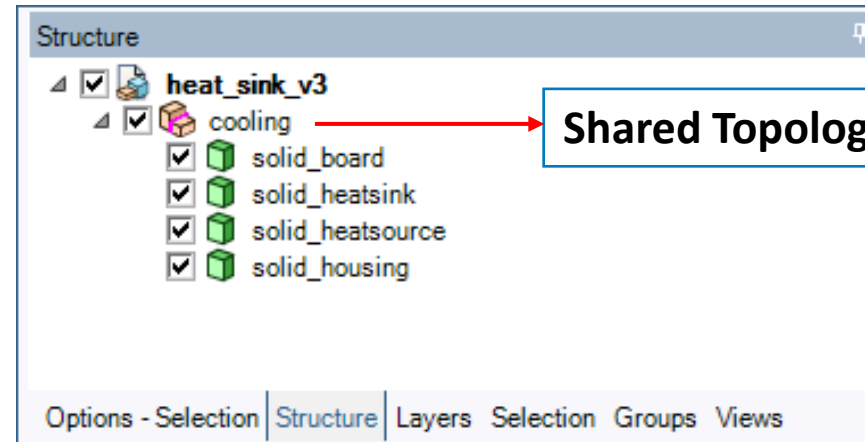 Structure
heat_sink_v3
cooling
Shared Topolog
solid_board
solid_heatsink
solid_heatsource
solid_housing
Options - Selection Structure Layers Selection Groups Views